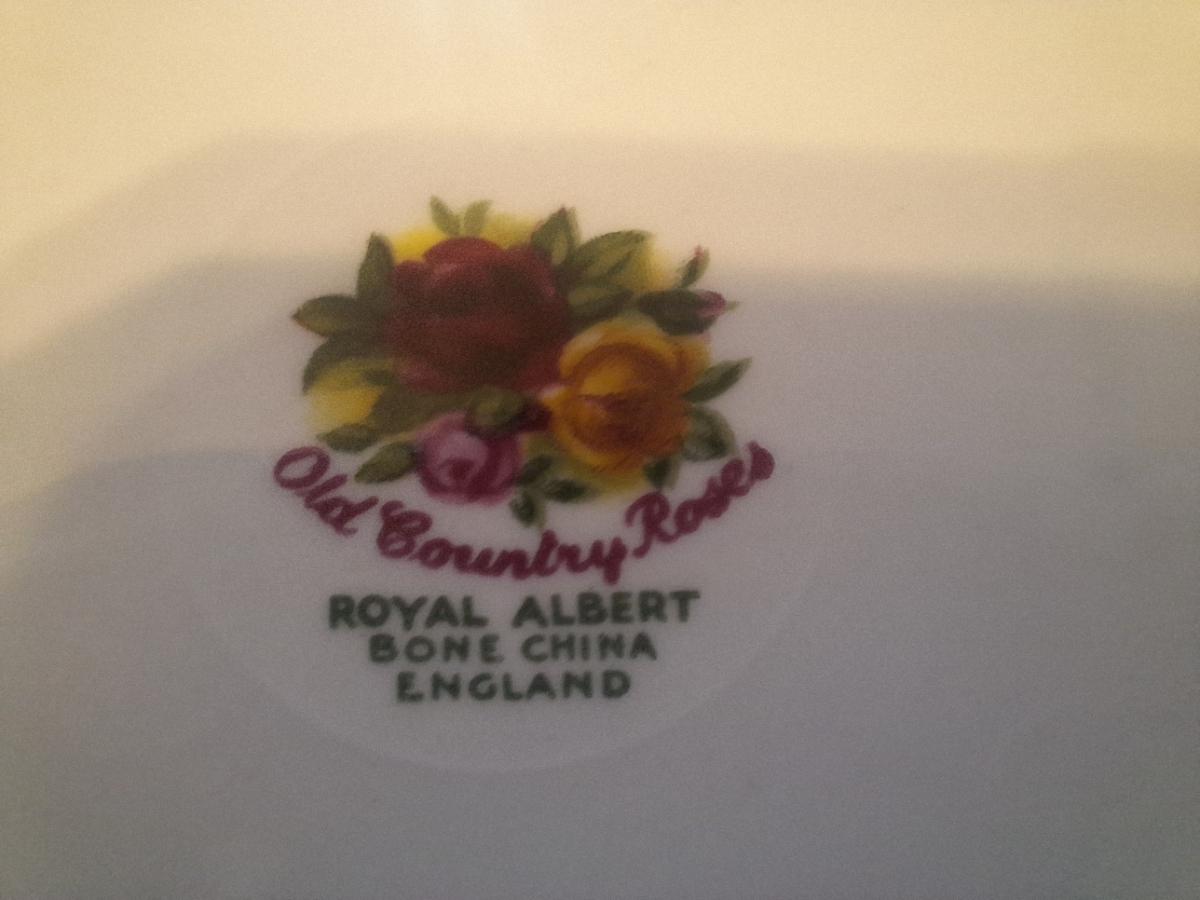 Old Country Roses
ROYAL ALBERT
BONE CHINA
ENGLAND